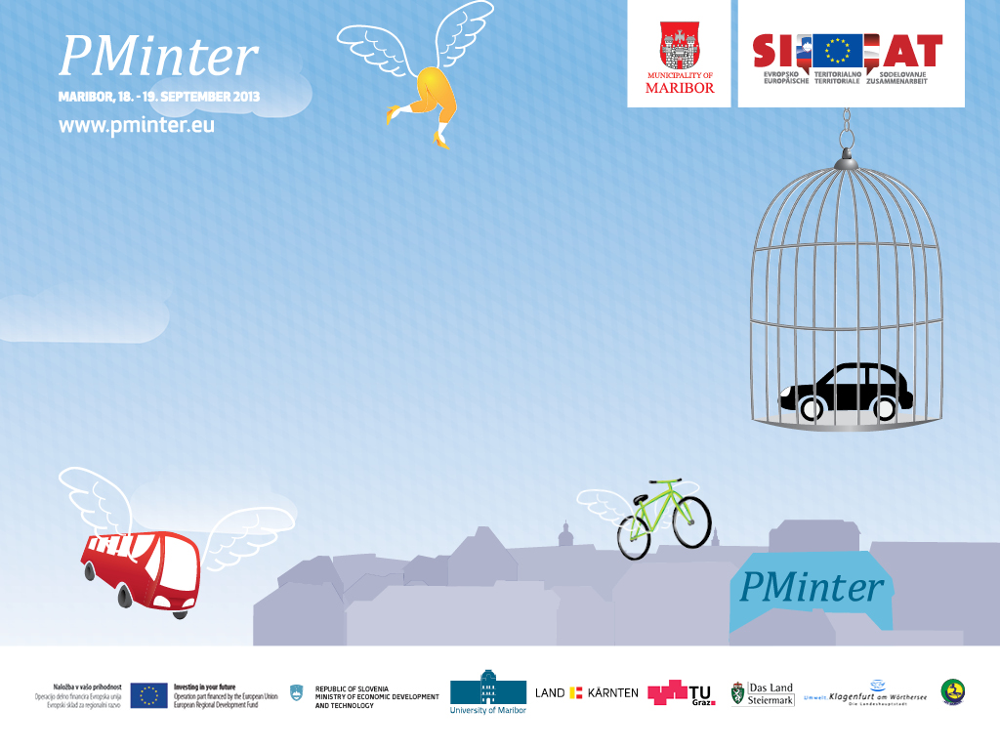 PMinter
MARIBOR, 18. - 19. SEPTEMBER 2013
www.pminter.eu
MUNICIPALITY OF
MARIBOR
SI AT
EVROPSKO TERITORIALNO SODELOVANJE
EUROPÄISCHE TERRITORIALE ZUSAMMENARBEIT
PMinter
Naložba v vašo prihodnost
Operacijo delno financira Evropska unija
Evropski sklad za regionalni razvoj
Investing in your future
Operation part financed by the European Union
European Regional Development Fund
REPUBLIC OF SLOVENIA
MINISTRY OF ECONOMIC DEVELOPMENT
AND TECHNOLOGY
University of Maribor
LAND KÄRNTEN
TU
Graz
Das Land
Steiermark
Umwelt Klagenfurt am Wörthersee
Die Landeshauptstadt